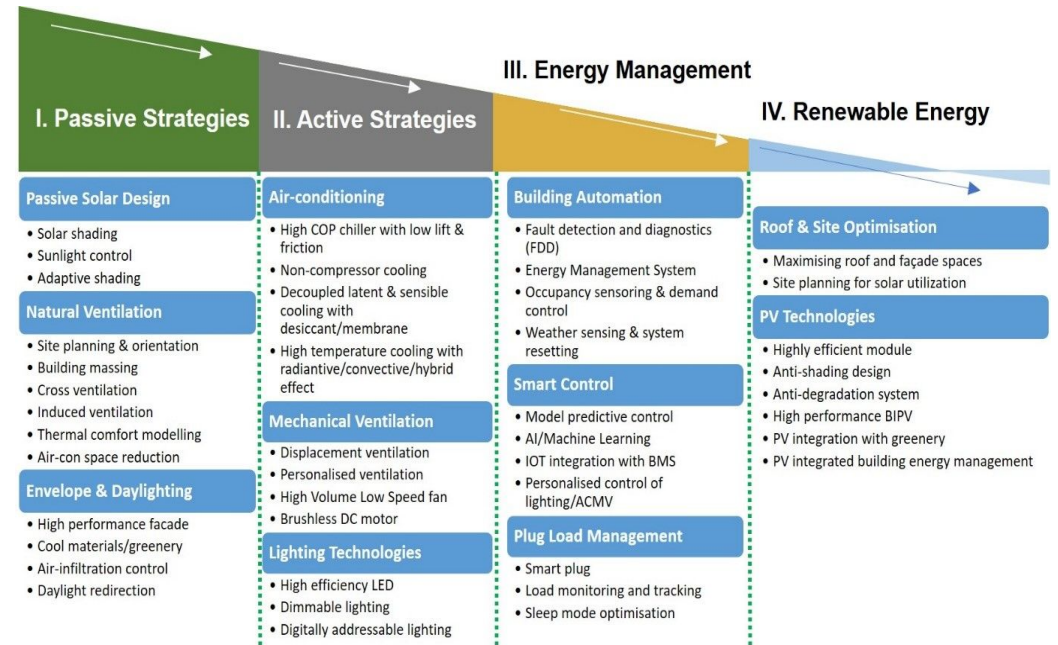 I. Passive Strategies
Passive Solar Design
• Solar shading
• Sunlight control
• Adaptive shading
Natural Ventilation
• Site planning & orientation
• Building massing
• Cross ventilation
• Induced ventilation
• Thermal comfort modelling
• Air-con space reduction
Envelope & Daylighting
• High performance facade
• Cool materials/greenery
• Air-infiltration control
• Daylight redirection
II. Active Strategies
Air-conditioning
• High COP chiller with low lift &
friction
• Non-compressor cooling
• Decoupled latent & sensible
cooling with
desiccant/membrane
• High temperature cooling with
radiantive/convective/hybrid
effect
Mechanical Ventilation
• Displacement ventilation
• Personalised ventilation
• High Volume Low Speed fan
• Brushless DC motor
Lighting Technologies
• High efficiency LED
• Dimmable lighting
• Digitally addressable lighting
III. Energy Management
Building Automation
• Fault detection and diagnostics
(FDD)
• Energy Management System
• Occupancy sensoring & demand
control
• Weather sensing & system
resetting
Smart Control
• Model predictive control
• AI/Machine Learning
• IOT integration with BMS
• Personalised control of
lighting/ACMV
Plug Load Management
• Smart plug
• Load monitoring and tracking
• Sleep mode optimisation
IV. Renewable Energy
Roof & Site Optimisation
• Maximising roof and façade spaces
• Site planning for solar utilization
PV Technologies
• Highly efficient module
• Anti-shading design
• Anti-degradation system
• High performance BIPV
• PV integration with greenery
• PV integrated building energy management